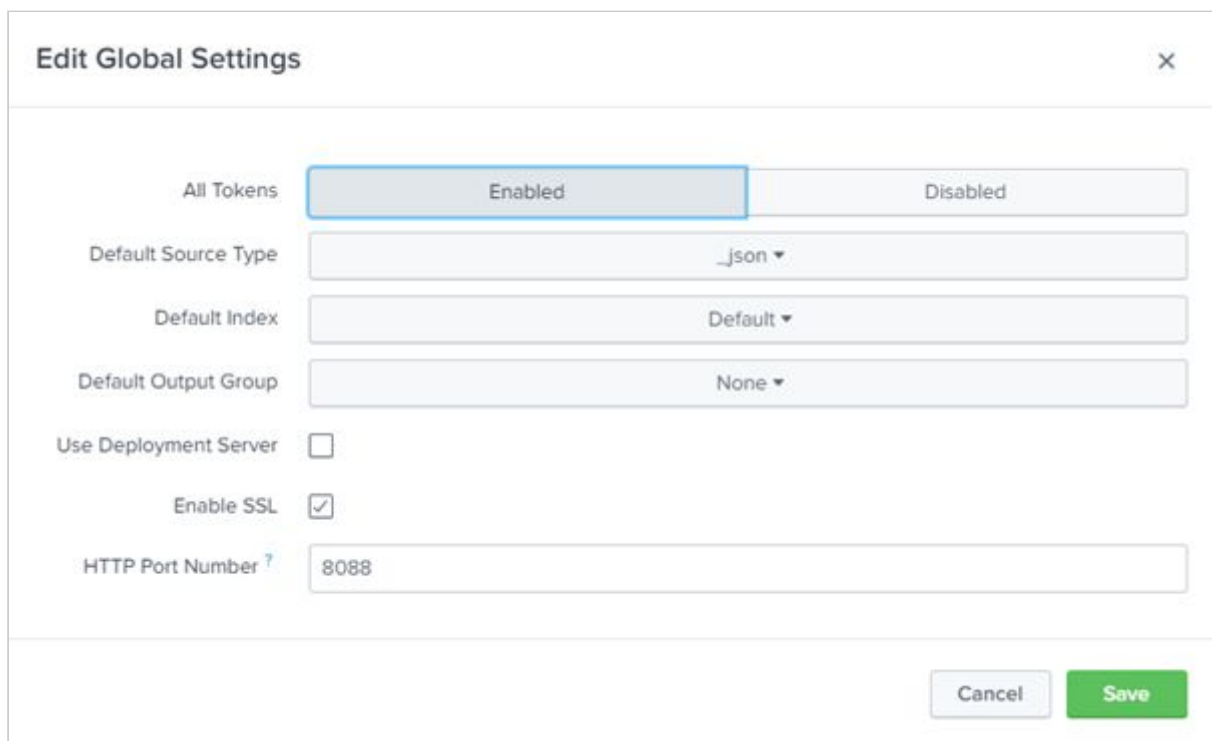 Edit Global Settings ×
All Tokens Enabled Disabled
Default Source Type _json
Default Index Default
Default Output Group None
Use Deployment Server
Enable SSL
HTTP Port Number ? 8088
Cancel Save